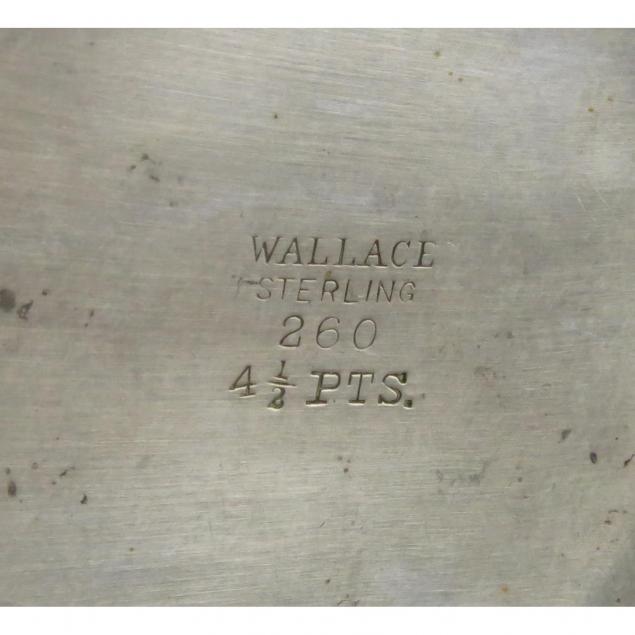 WALLACE
STERLING
260
4½ PTS.